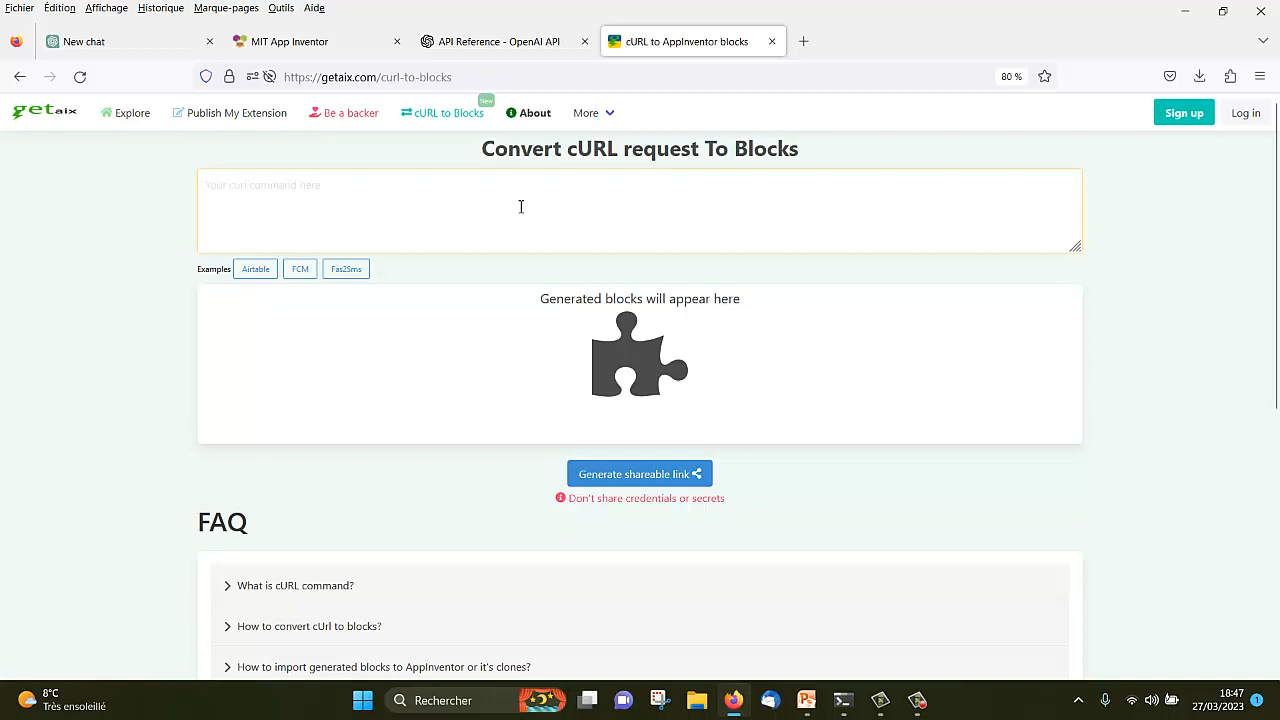 Fichier Édition Affichage Historique Marque-pages Outils Aide
New chat
MIT App Inventor
API Reference - OpenAI API
cURL to AppInventor blocks
https://getaix.com/curl-to-blocks
80 %
getaix
Explore
Publish My Extension
Be a backer
cURL to Blocks
New
About
More
Sign up
Log in
Convert cURL request To Blocks
Your curl command here
Examples
Airtable
FCM
Fas2Sms
Generated blocks will appear here
Generate shareable link
Don't share credentials or secrets
FAQ
What is cURL command?
How to convert cUrl to blocks?
How to import generated blocks to AppInventor or it's clones?
8°C
Très ensoleillé
Rechercher
18:47
27/03/2023
1